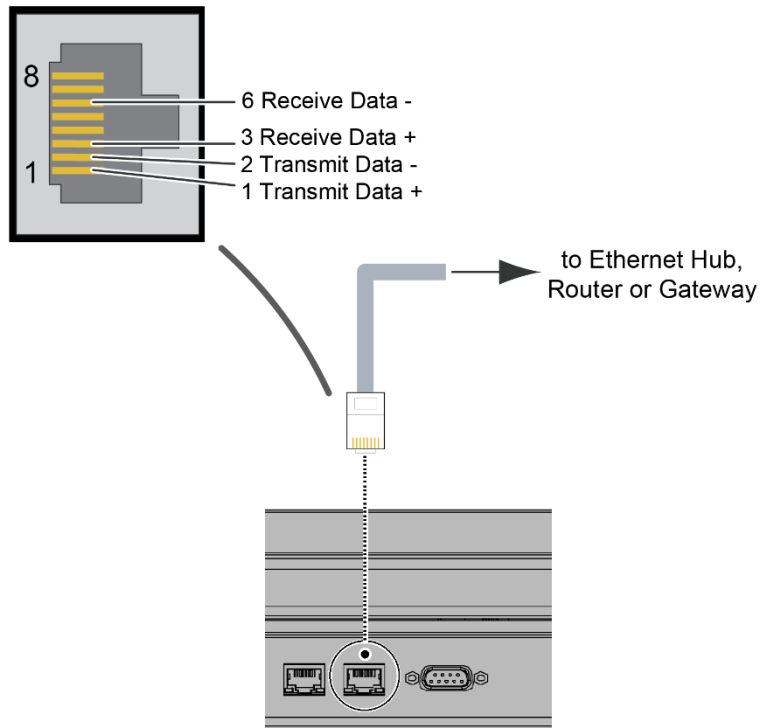 8
6 Receive Data -
3 Receive Data +
2 Transmit Data -
1
1 Transmit Data +
to Ethernet Hub,
Router or Gateway